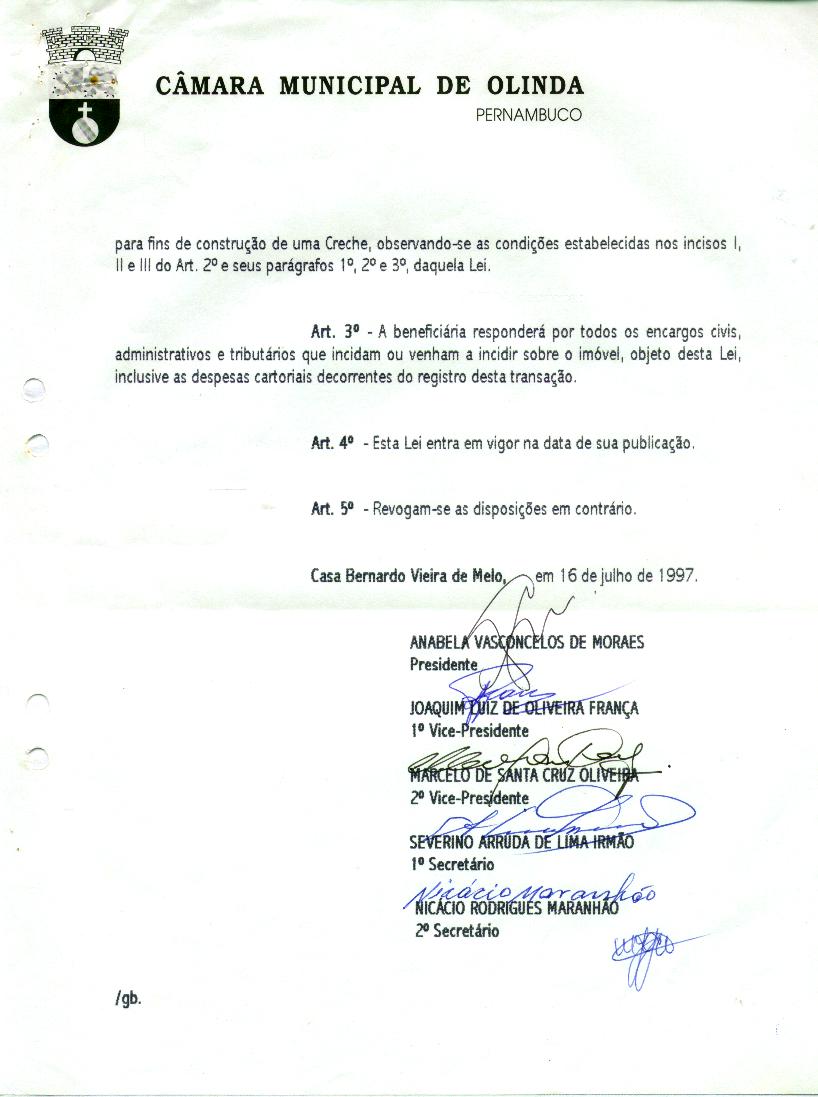 CÂMARA MUNICIPAL DE OLINDA
PERNAMBUCO
para fins de construção de uma Creche, observando-se as condições estabelecidas nos incisos I,
II e III do Art. 2º e seus parágrafos 1º, 2º e 3º, daquela Lei.
Art. 3º - A beneficiária responderá por todos os encargos civis,
administrativos e tributários que incidam ou venham a incidir sobre o imóvel, objeto desta Lei,
inclusive as despesas cartoriais decorrentes do registro desta transação.
Art. 4º - Esta Lei entra em vigor na data de sua publicação.
Art. 5º - Revogam-se as disposições em contrário.
Casa Bernardo Vieira de Melo, em 16 de julho de 1997.
ANABELA VASCONCELOS DE MORAES
Presidente
JOAQUIM LUIZ DE OLIVEIRA FRANÇA
1º Vice-Presidente
MARCELO DE SANTA CRUZ OLIVEIRA
2º Vice-Presidente
SEVERINO ARRUDA DE LIMA IRMÃO
1º Secretário
Nicácio Maranhão
NICÁCIO RODRIGUES MARANHÃO
2º Secretário
/gb.